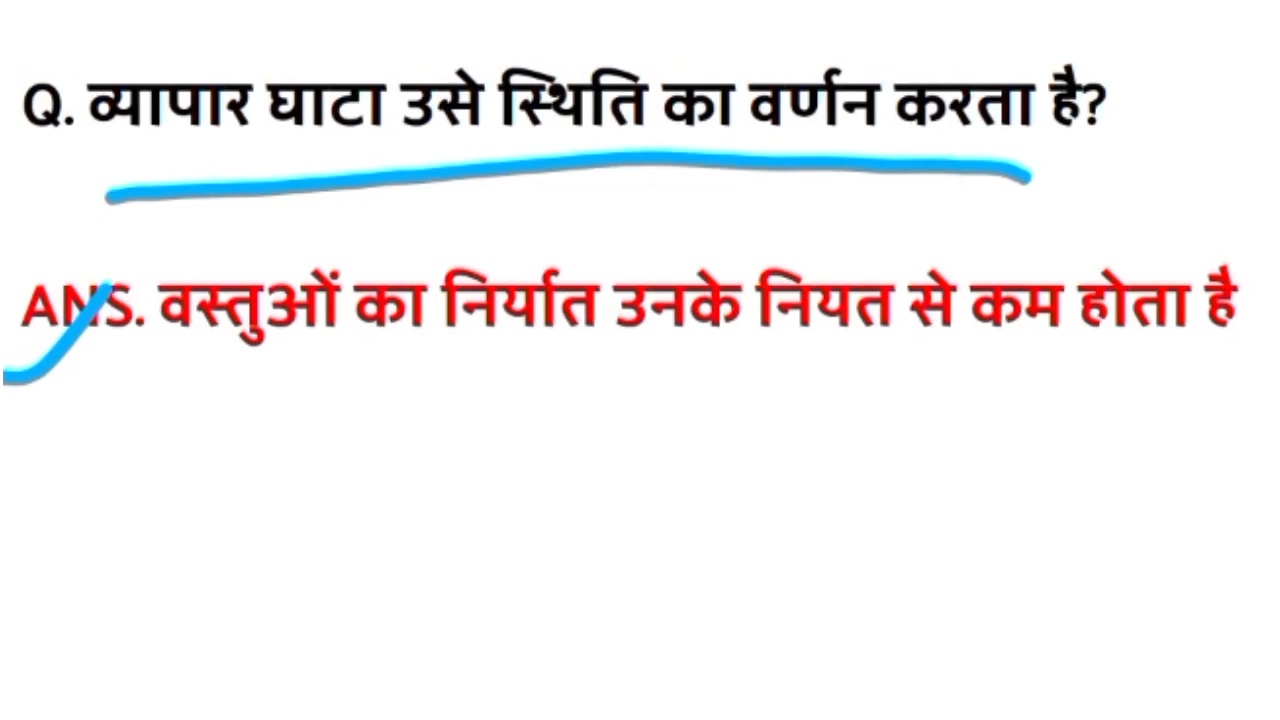 Q. व्यापार घाटा उसे स्थिति का वर्णन करता है?
ANS. वस्तुओं का निर्यात उनके नियत से कम होता है